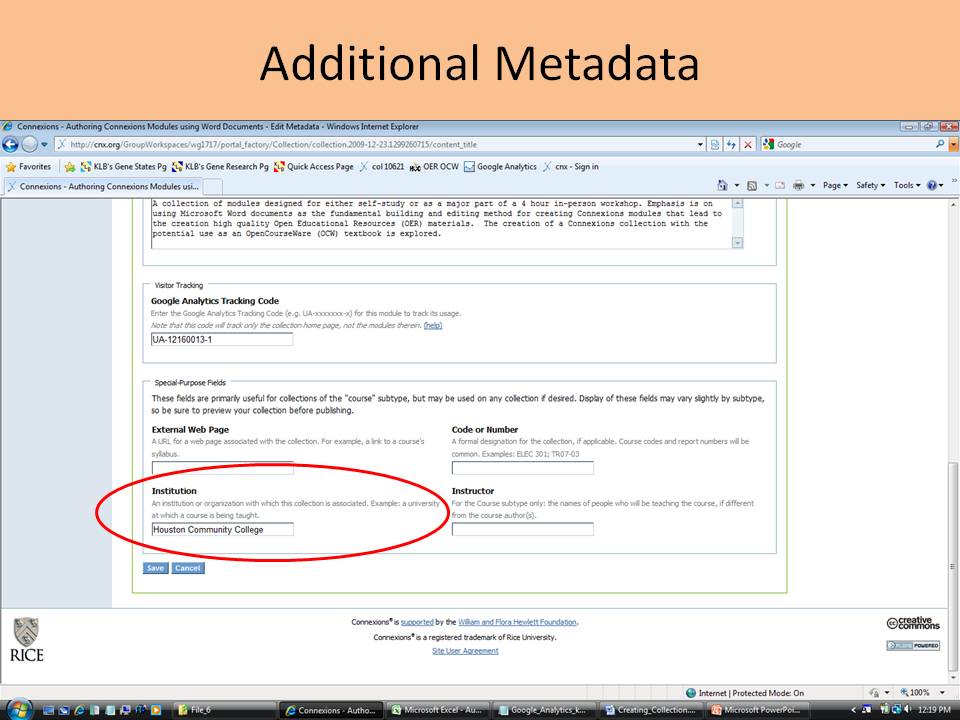 Additional Metadata
Connexions - Authoring Connexions Modules using Word Documents - Edit Metadata - Windows Internet Explorer
http://cnx.org/GroupWorkspaces/wg1717/portal_factory/Collection/collection.2009-12-23.1299260715/content_title
Google
Favorites KLB's Gene States Pg KLB's Gene Research Pg Quick Access Page col10621 OER OCW Google Analytics cnx - Sign in
Connexions - Authoring Connexions Modules usi...
Page Safety Tools
A collection of modules designed for either self-study or as a major part of a 4 hour in-person workshop. Emphasis is on
using Microsoft Word documents as the fundamental building and editing method for creating Connexions modules that lead to
the creation high quality Open Educational Resources (OER) materials. The creation of a Connexions collection with the
potential use as an OpenCourseWare (OCW) textbook is explored.
Visitor Tracking
Google Analytics Tracking Code
Enter the Google Analytics Tracking Code (e.g. UA-xxxxxxx-x) for this module to track its usage.
Note that this code will track only the collection home page, not the modules therein. (help)
UA-12160013-1
Special-Purpose Fields
These fields are primarily useful for collections of the "course" subtype, but may be used on any collection if desired. Display of these fields may vary slightly by subtype,
so be sure to preview your collection before publishing.
External Web Page
A URL for a web page associated with the collection. For example, a link to a course's
syllabus.
Code or Number
A formal designation for the collection, if applicable. Course codes and report numbers will be
common. Examples: ELEC 301; TR07-03
Institution
An institution or organization with which this collection is associated. Example: a university
at which a course is being taught.
Houston Community College
Instructor
For the Course subtype only: the names of people who will be teaching the course, if different
from the course author(s).
Save Cancel
Connexions® is supported by the William and Flora Hewlett Foundation.
Connexions® is a registered trademark of Rice University.
Site User Agreement
RICE
creative commons
POWERED
Internet | Protected Mode: On
100%
File_6
Connexions - Autho...
Microsoft Excel - Au...
Google_Analytics_k...
Creating_Collection...
Microsoft PowerPoi...
12:19 PM